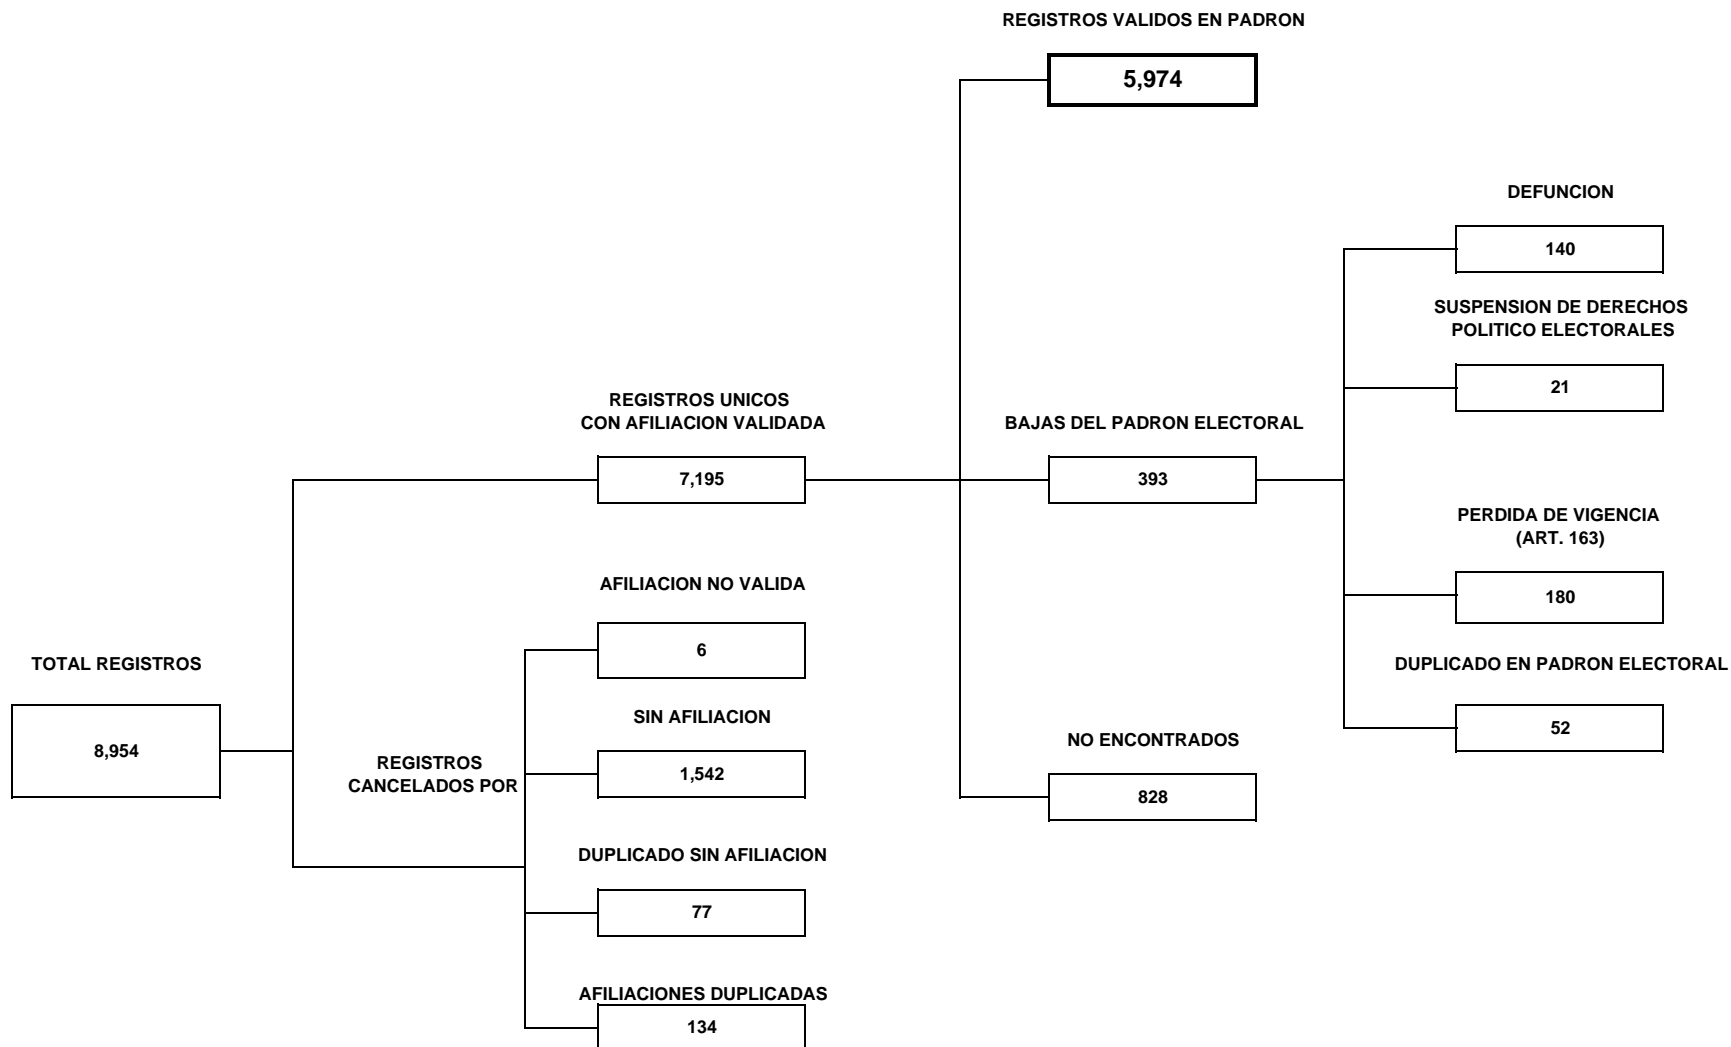 REGISTROS VALIDOS EN PADRON
5,974
DEFUNCION
140
SUSPENSION DE DERECHOS
POLITICO ELECTORALES
21
REGISTROS UNICOS
CON AFILIACION VALIDADA
7,195
BAJAS DEL PADRON ELECTORAL
393
PERDIDA DE VIGENCIA
(ART. 163)
180
AFILIACION NO VALIDA
6
TOTAL REGISTROS
8,954
DUPLICADO EN PADRON ELECTORAL
52
REGISTROS
CANCELADOS POR
SIN AFILIACION
1,542
NO ENCONTRADOS
828
DUPLICADO SIN AFILIACION
77
AFILIACIONES DUPLICADAS
134